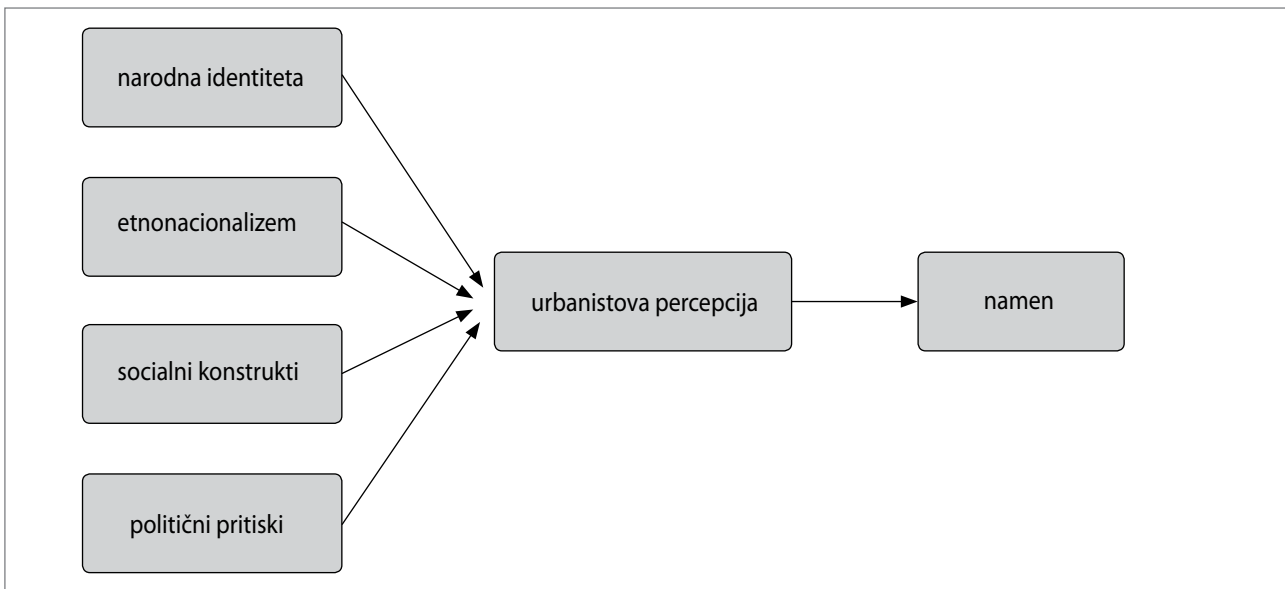 narodna identiteta
etnonacionalizem
socialni konstrukti
politični pritiski
urbanistova percepcija
namen